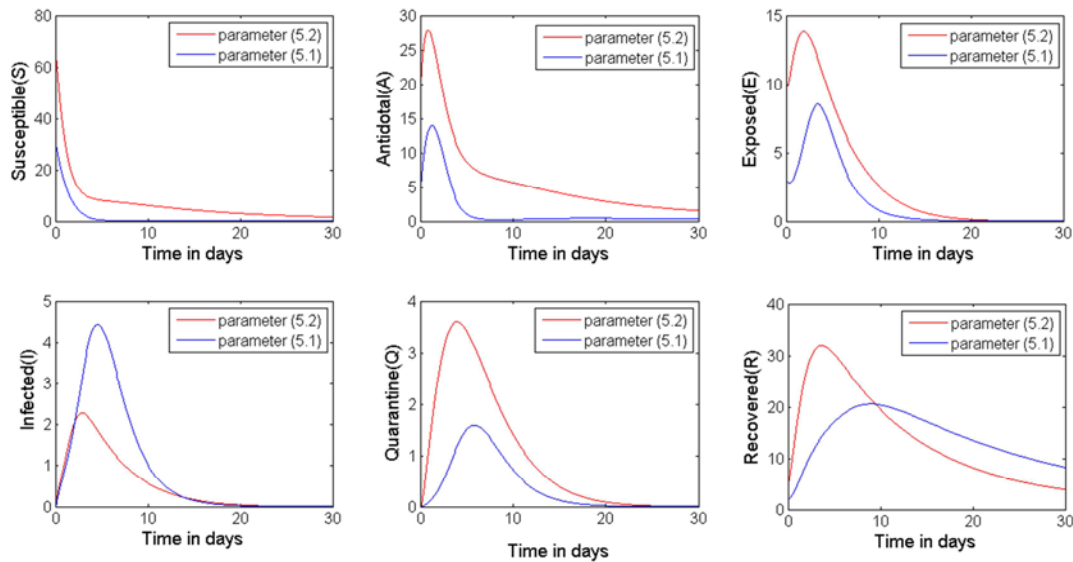 80
60
40
20
0
0
10
20
30
Susceptible(S)
Time in days
parameter (5.2)
parameter (5.1)
30
25
20
15
10
5
0
0
10
20
30
Antidotal(A)
Time in days
parameter (5.2)
parameter (5.1)
15
10
5
0
0
10
20
30
Exposed(E)
Time in days
parameter (5.2)
parameter (5.1)
5
4
3
2
1
0
0
10
20
30
Infected(I)
Time in days
parameter (5.2)
parameter (5.1)
4
3
2
1
0
0
10
20
30
Quarantine(Q)
Time in days
parameter (5.2)
parameter (5.1)
40
30
20
10
0
0
10
20
30
Recovered(R)
Time in days
parameter (5.2)
parameter (5.1)